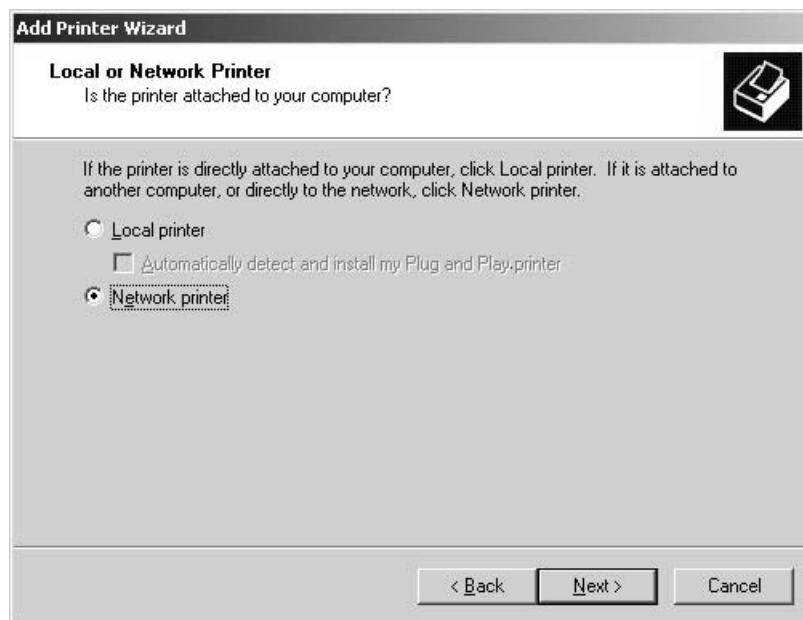 Add Printer Wizard
Local or Network Printer
Is the printer attached to your computer?
If the printer is directly attached to your computer, click Local printer.  If it is attached to
another computer, or directly to the network, click Network printer.
Local printer
Automatically detect and install my Plug and Play printer
Network printer
< Back
Next >
Cancel